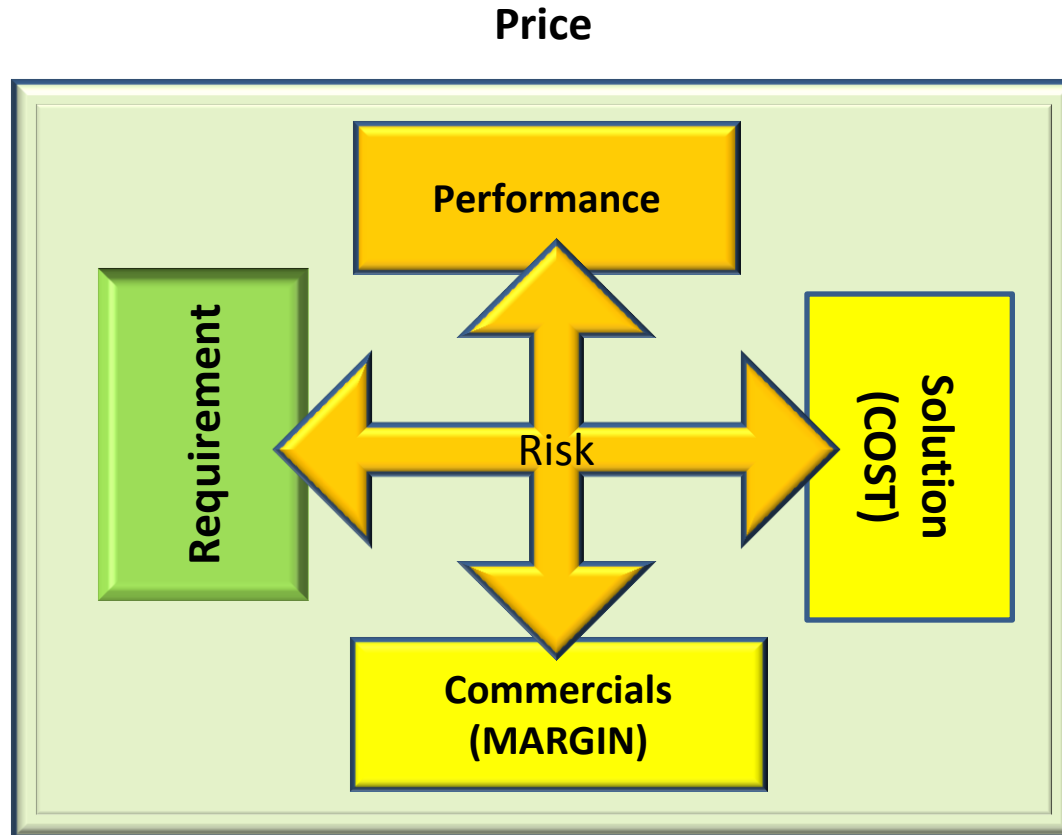 Price
Performance
Requirement
Risk
Solution
(COST)
Commercials
(MARGIN)